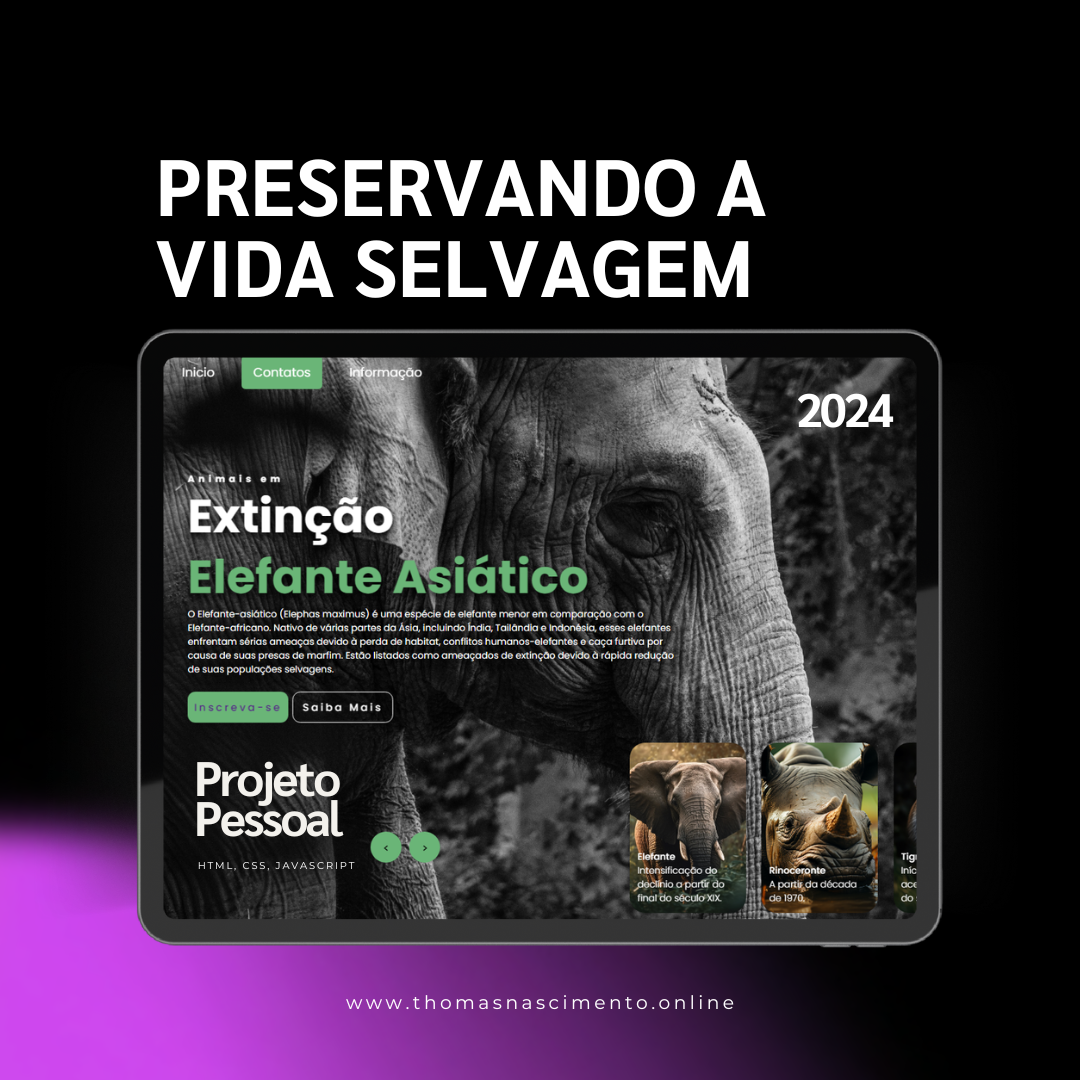 PRESERVANDO A
VIDA SELVAGEM
Inicio
Contatos
Informação
2024
Animais em
Extinção
Elefante Asiático
O Elefante-asiático (Elephas maximus) é uma espécie de elefante menor em comparação com o
Elefante-africano. Nativo de várias partes da Ásia, incluindo Índia, Tailândia e Indonésia, esses elefantes
enfrentam sérias ameaças devido à perda de habitat, conflitos humanos-elefantes e caça furtiva por
causa de suas presas de marfim. Estão listados como ameaçados de extinção devido à rápida redução
de suas populações selvagens.
Inscreva-se
Saiba Mais
Projeto
Pessoal
HTML, CSS, JAVASCRIPT
‹ ›
Elefante
Intensificação do
declínio a partir do
final do século XIX.
Rinoceronte
A partir da década
de 1970.
Tigr
Iníc
ace
do s
www.thomasnascimento.online